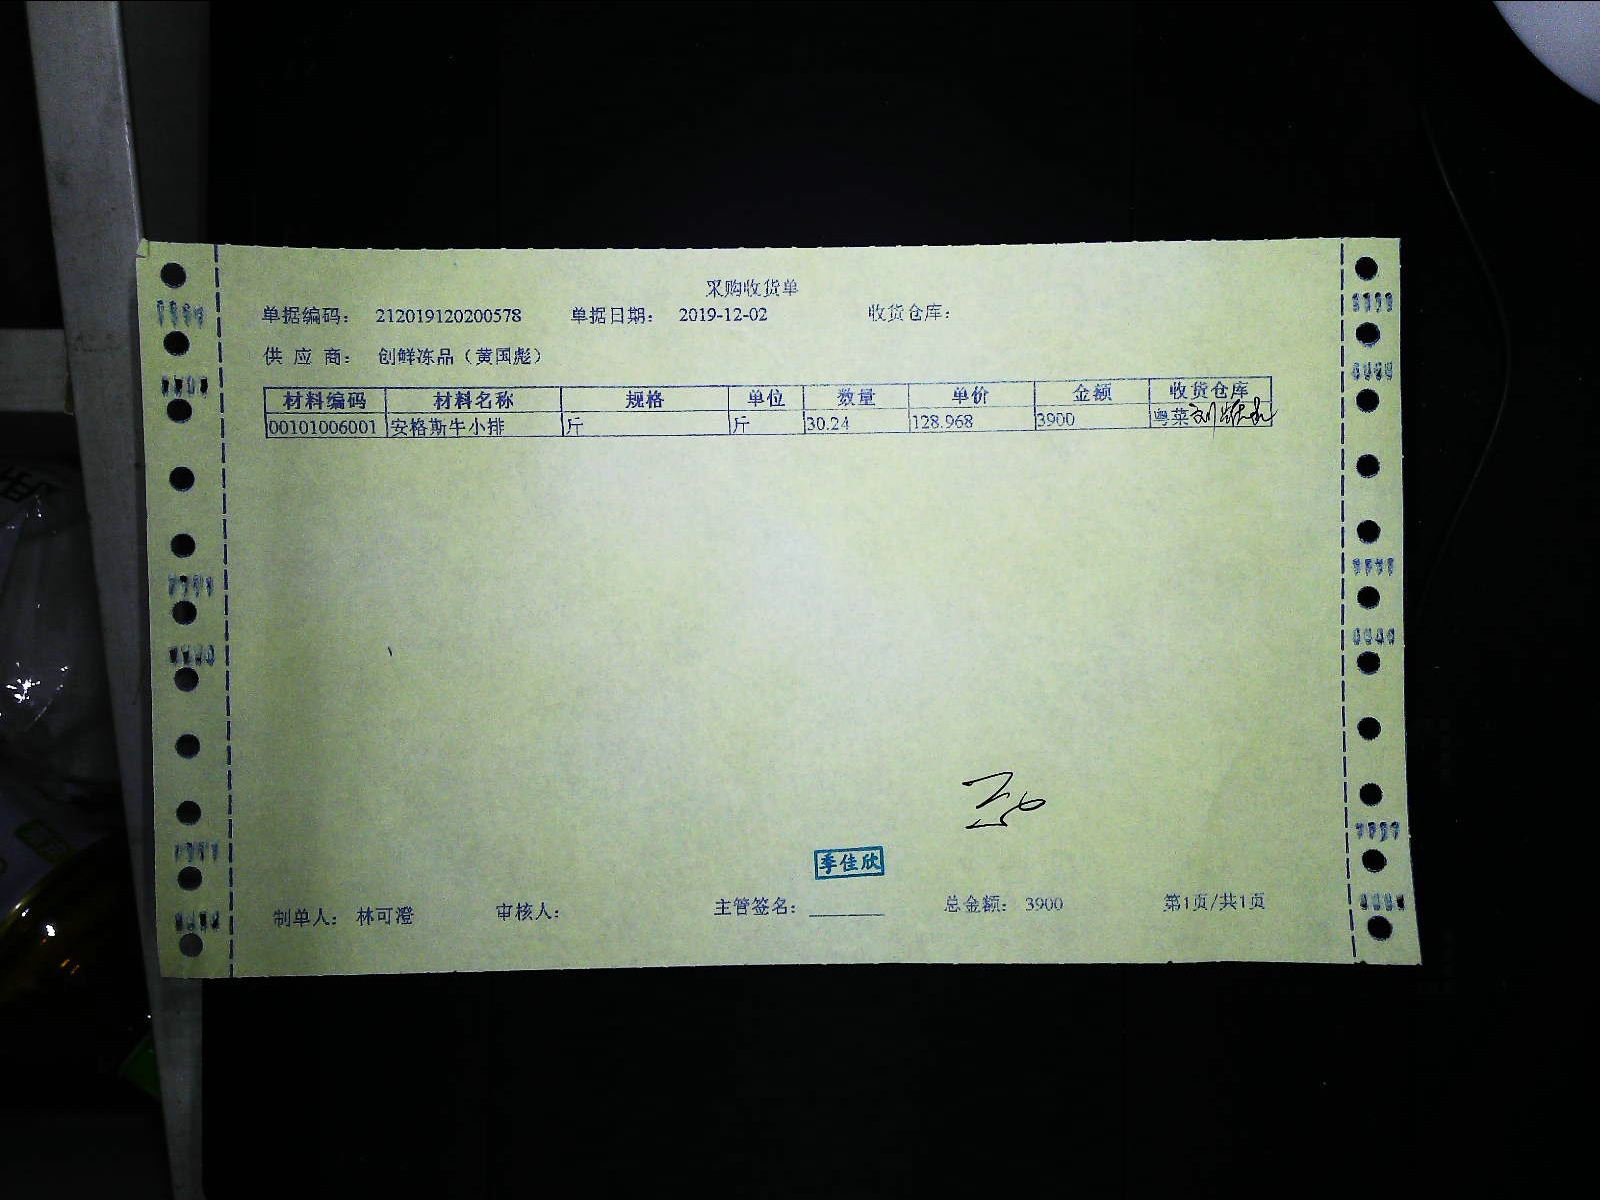 采购收货单
单据编码： 212019120200578 单据日期： 2019-12-02 收货仓库：
供 应 商： 创鲜冻品（黄国彪）
材料编码 材料名称 规格 单位 数量 单价 金额 收货仓库
00101006001 安格斯牛小排 斤 斤 30.24 128.968 3900 粤菜
季佳欣
制单人： 林可澄 审核人： 主管签名： 总金额： 3900 第1页/共1页